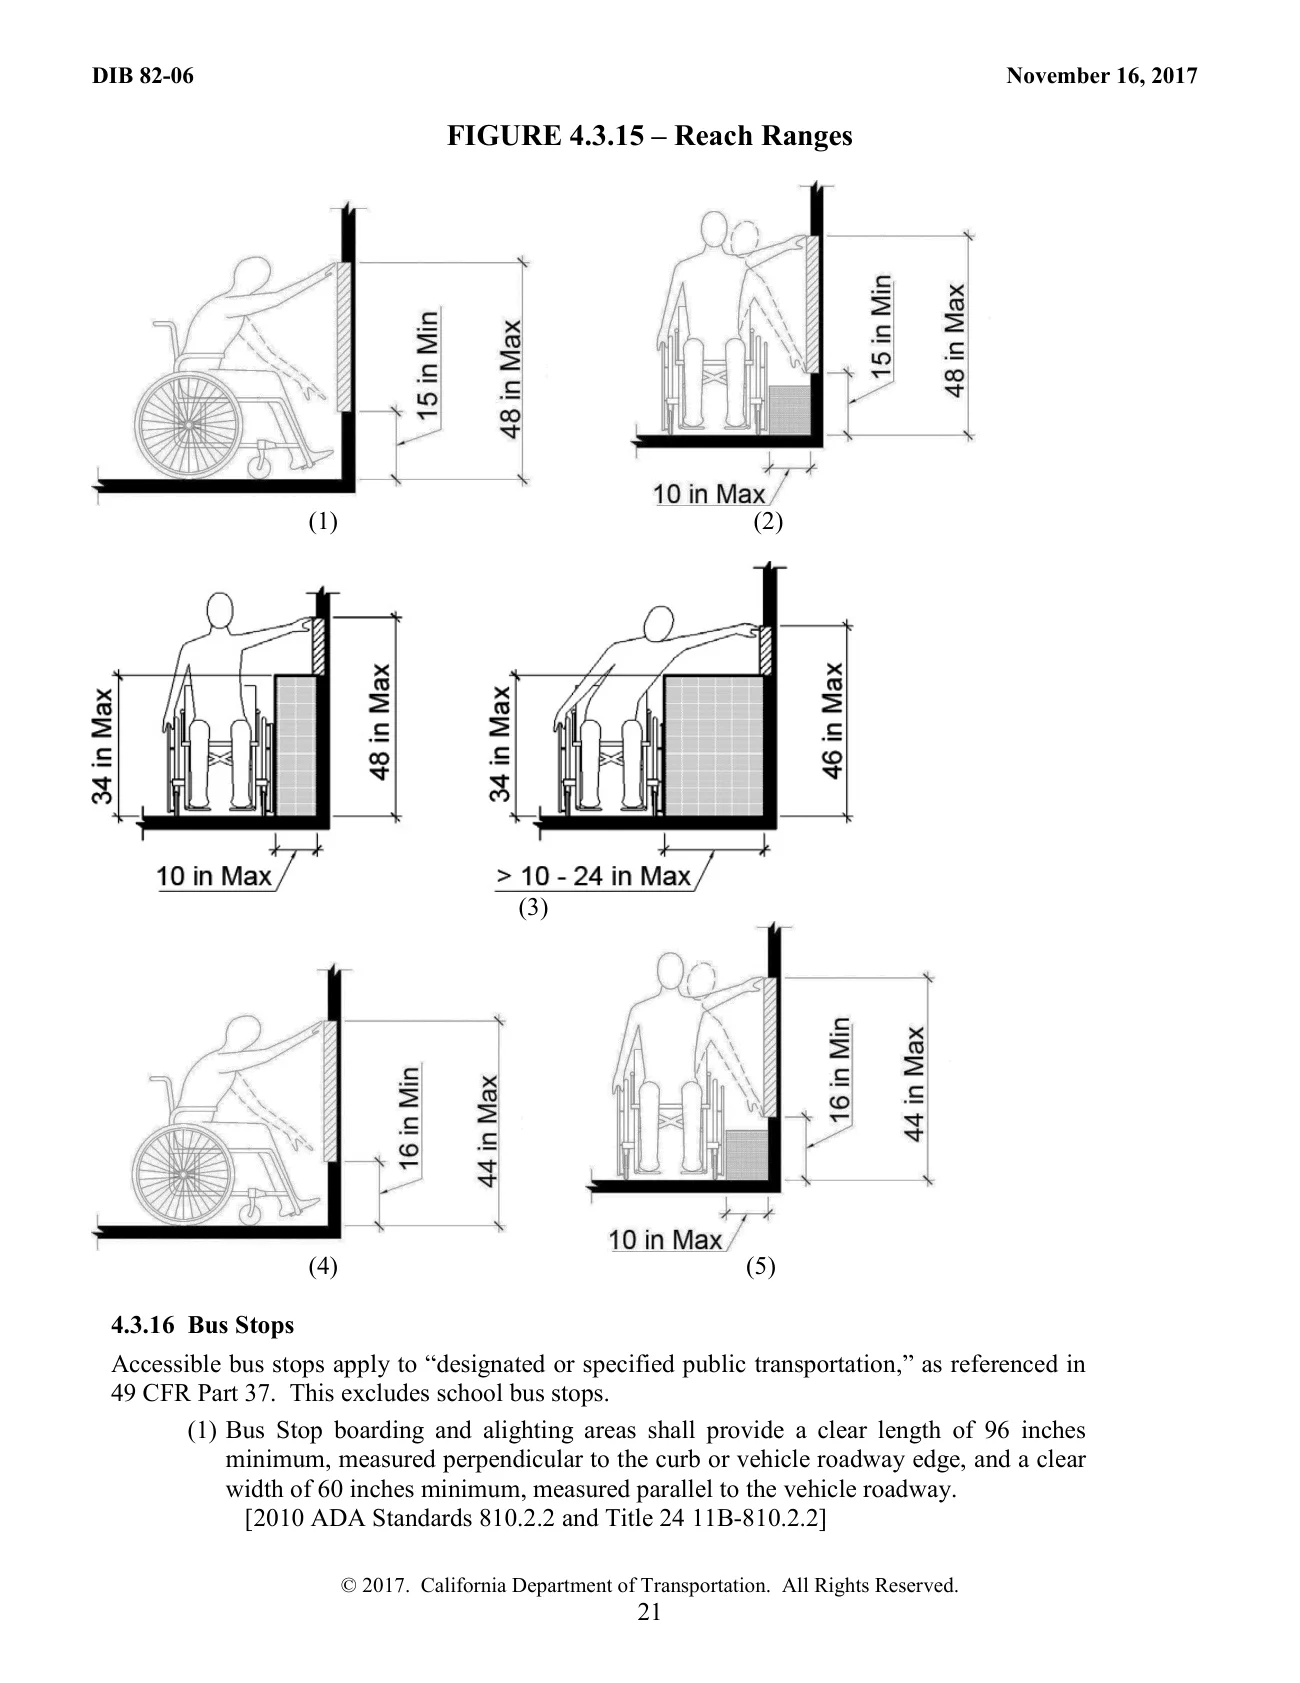 DIB 82-06 November 16, 2017
FIGURE 4.3.15 – Reach Ranges
15 in Min
48 in Max
15 in Min
48 in Max
10 in Max
(1) (2)
34 in Max
48 in Max
34 in Max
46 in Max
10 in Max
> 10 - 24 in Max
(3)
16 in Min
44 in Max
16 in Min
44 in Max
10 in Max
(4) (5)
4.3.16 Bus Stops
Accessible bus stops apply to “designated or specified public transportation,” as referenced in
49 CFR Part 37. This excludes school bus stops.
(1) Bus Stop boarding and alighting areas shall provide a clear length of 96 inches
minimum, measured perpendicular to the curb or vehicle roadway edge, and a clear
width of 60 inches minimum, measured parallel to the vehicle roadway.
[2010 ADA Standards 810.2.2 and Title 24 11B-810.2.2]
© 2017. California Department of Transportation. All Rights Reserved.
21